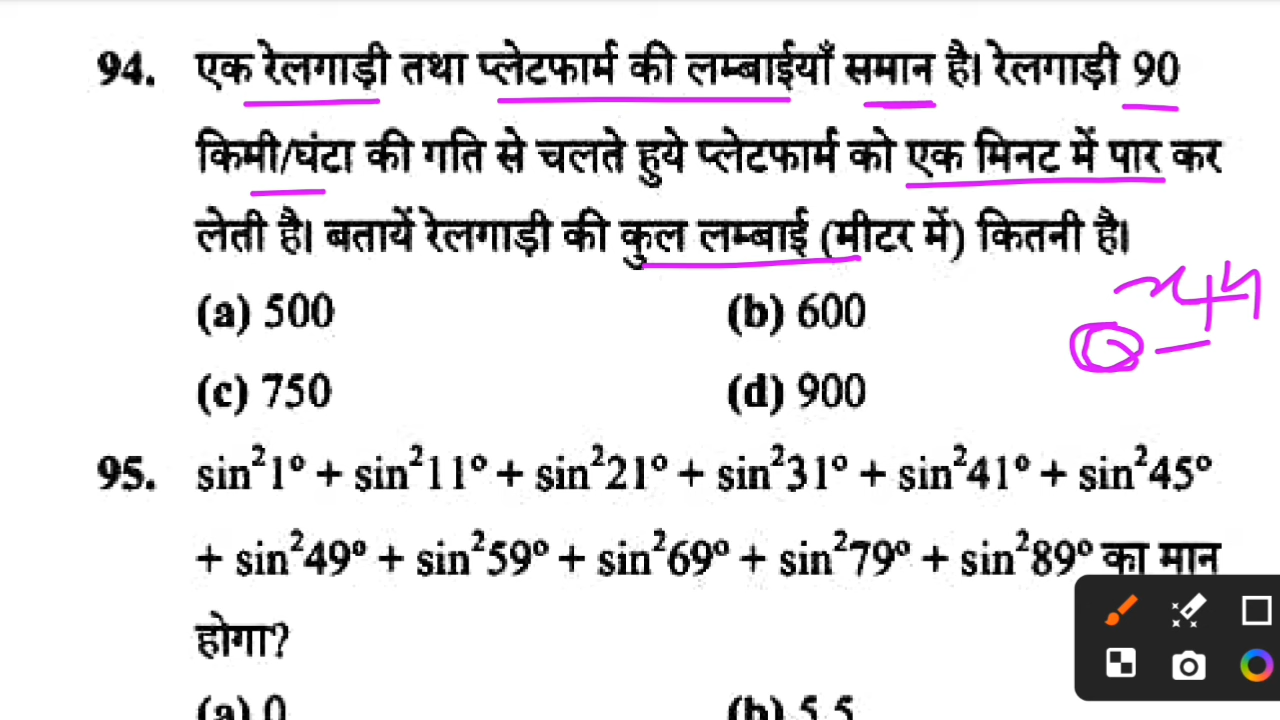 94. एक रेलगाड़ी तथा प्लेटफार्म की लम्बाईयाँ समान है। रेलगाड़ी 90
किमी/घंटा की गति से चलते हुये प्लेटफार्म को एक मिनट में पार कर
लेती है। बतायें रेलगाड़ी की कुल लम्बाई (मीटर में) कितनी है।
(a) 500 (b) 600
(c) 750 (d) 900
95. sin²1° + sin²11° + sin²21° + sin²31° + sin²41° + sin²45°
+ sin²49° + sin²59° + sin²69° + sin²79° + sin²89° का मान
होगा?
(a) 0 (b) 5.5